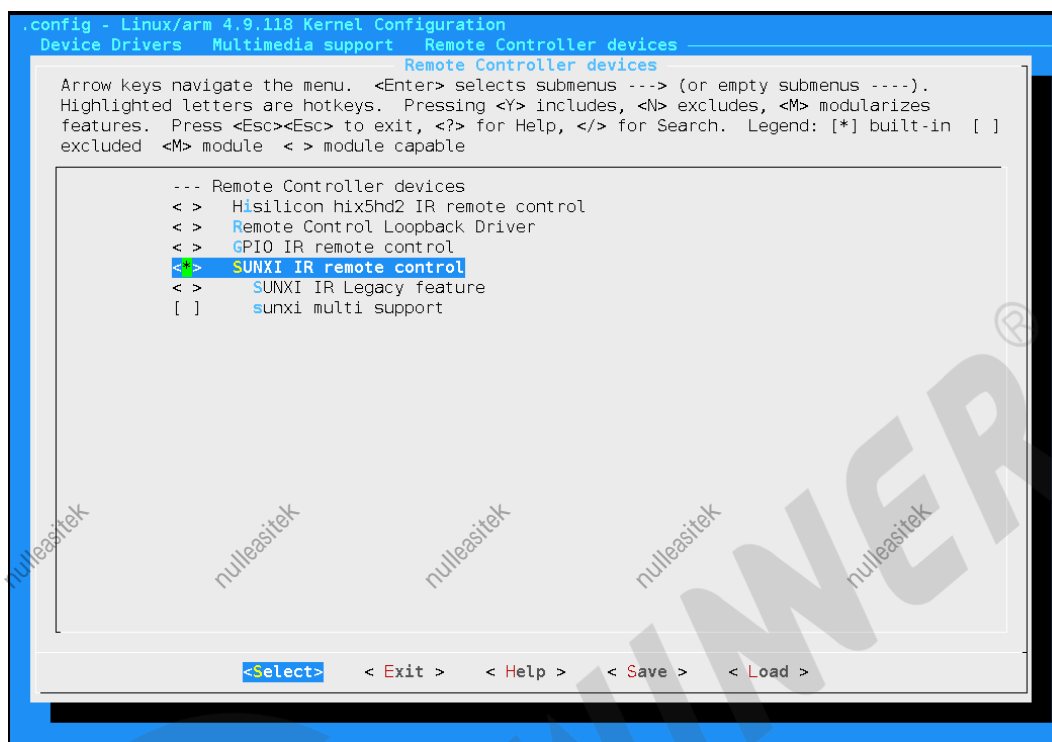 .config - Linux/arm 4.9.118 Kernel Configuration
Device Drivers Multimedia support Remote Controller devices
Remote Controller devices
Arrow keys navigate the menu. <Enter> selects submenus ---> (or empty submenus ----).
Highlighted letters are hotkeys. Pressing <Y> includes, <N> excludes, <M> modularizes
features. Press <Esc><Esc> to exit, <?> for Help, </> for Search. Legend: [*] built-in [ ]
excluded <M> module < > module capable
--- Remote Controller devices
< > Hisilicon hix5hd2 IR remote control
< > Remote Control Loopback Driver
< > GPIO IR remote control
<*> SUNXI IR remote control
< > SUNXI IR Legacy feature
[ ] sunxi multi support
®
nulleasitek nulleasitek nulleasitek nulleasitek nulleasitek
<Select> < Exit > < Help > < Save > < Load >